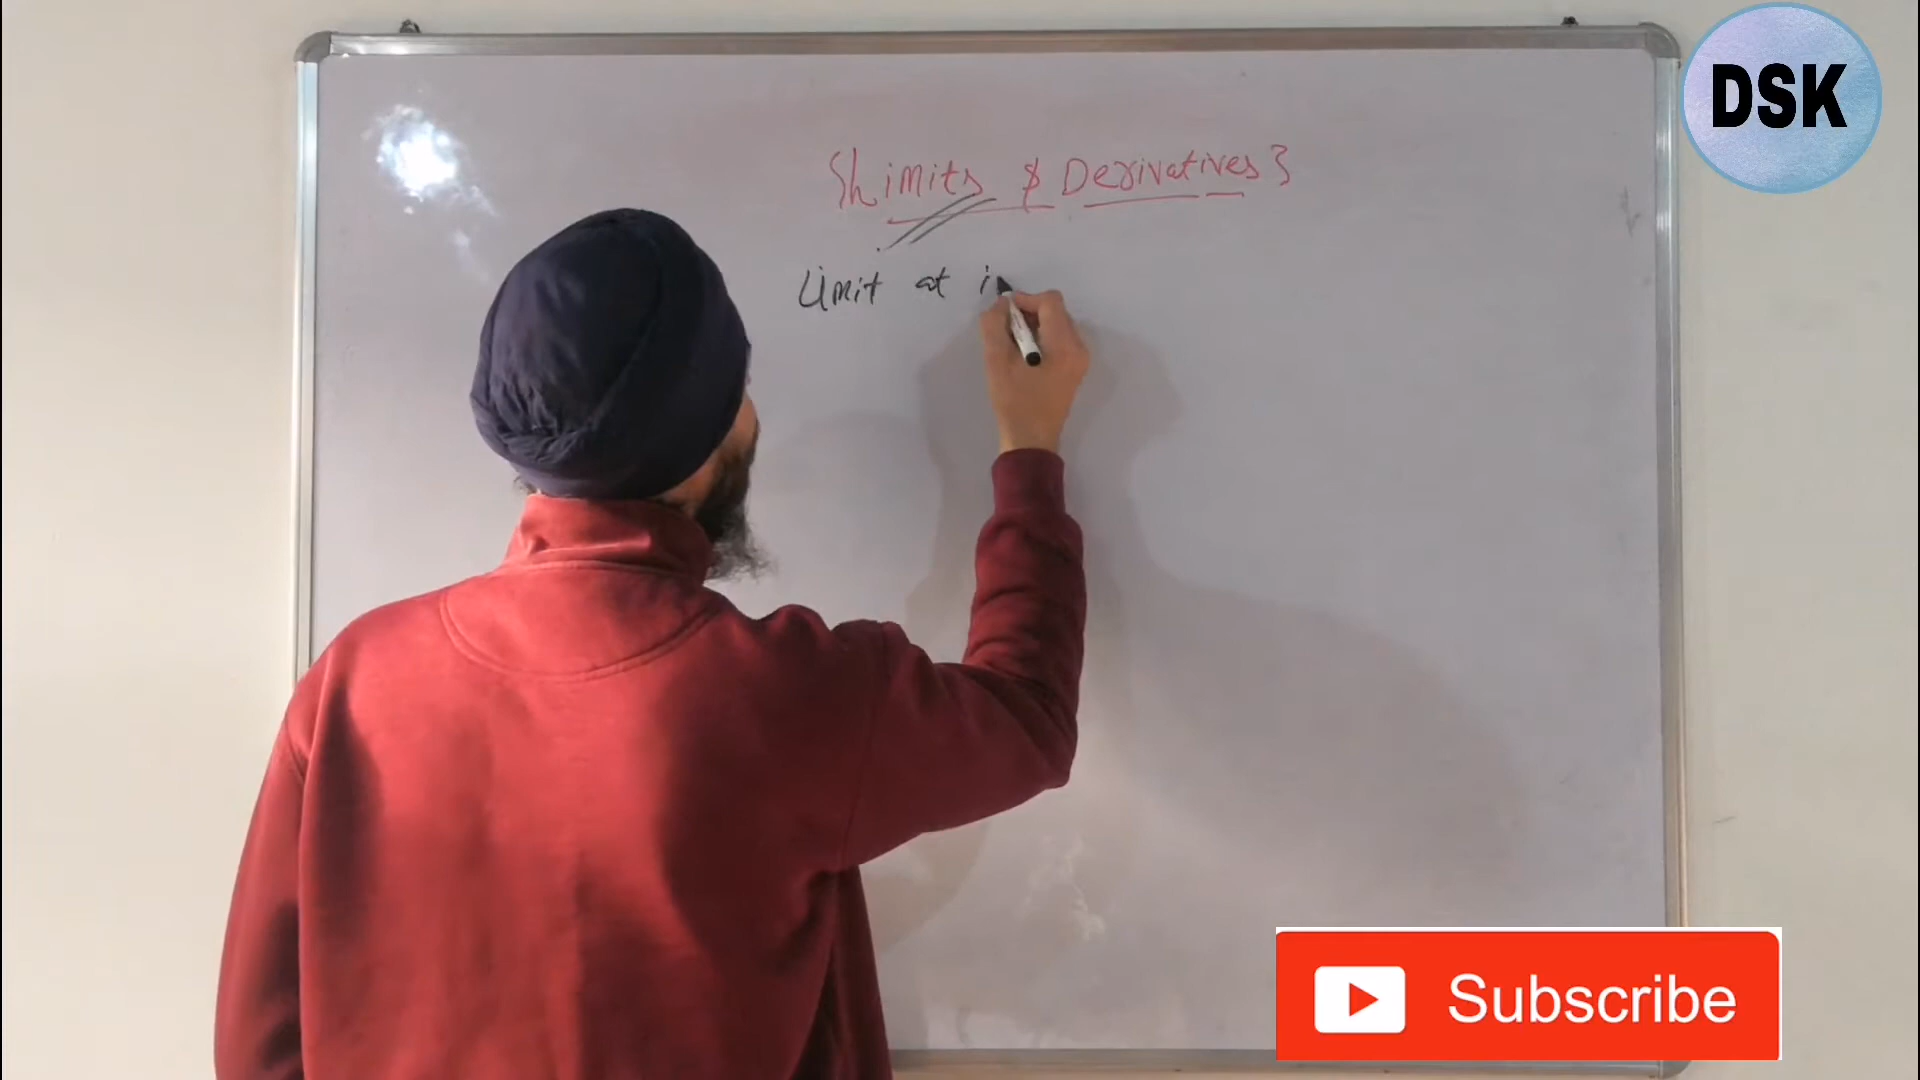 DSK
{Limits & Derivatives}
Limit at i
Subscribe